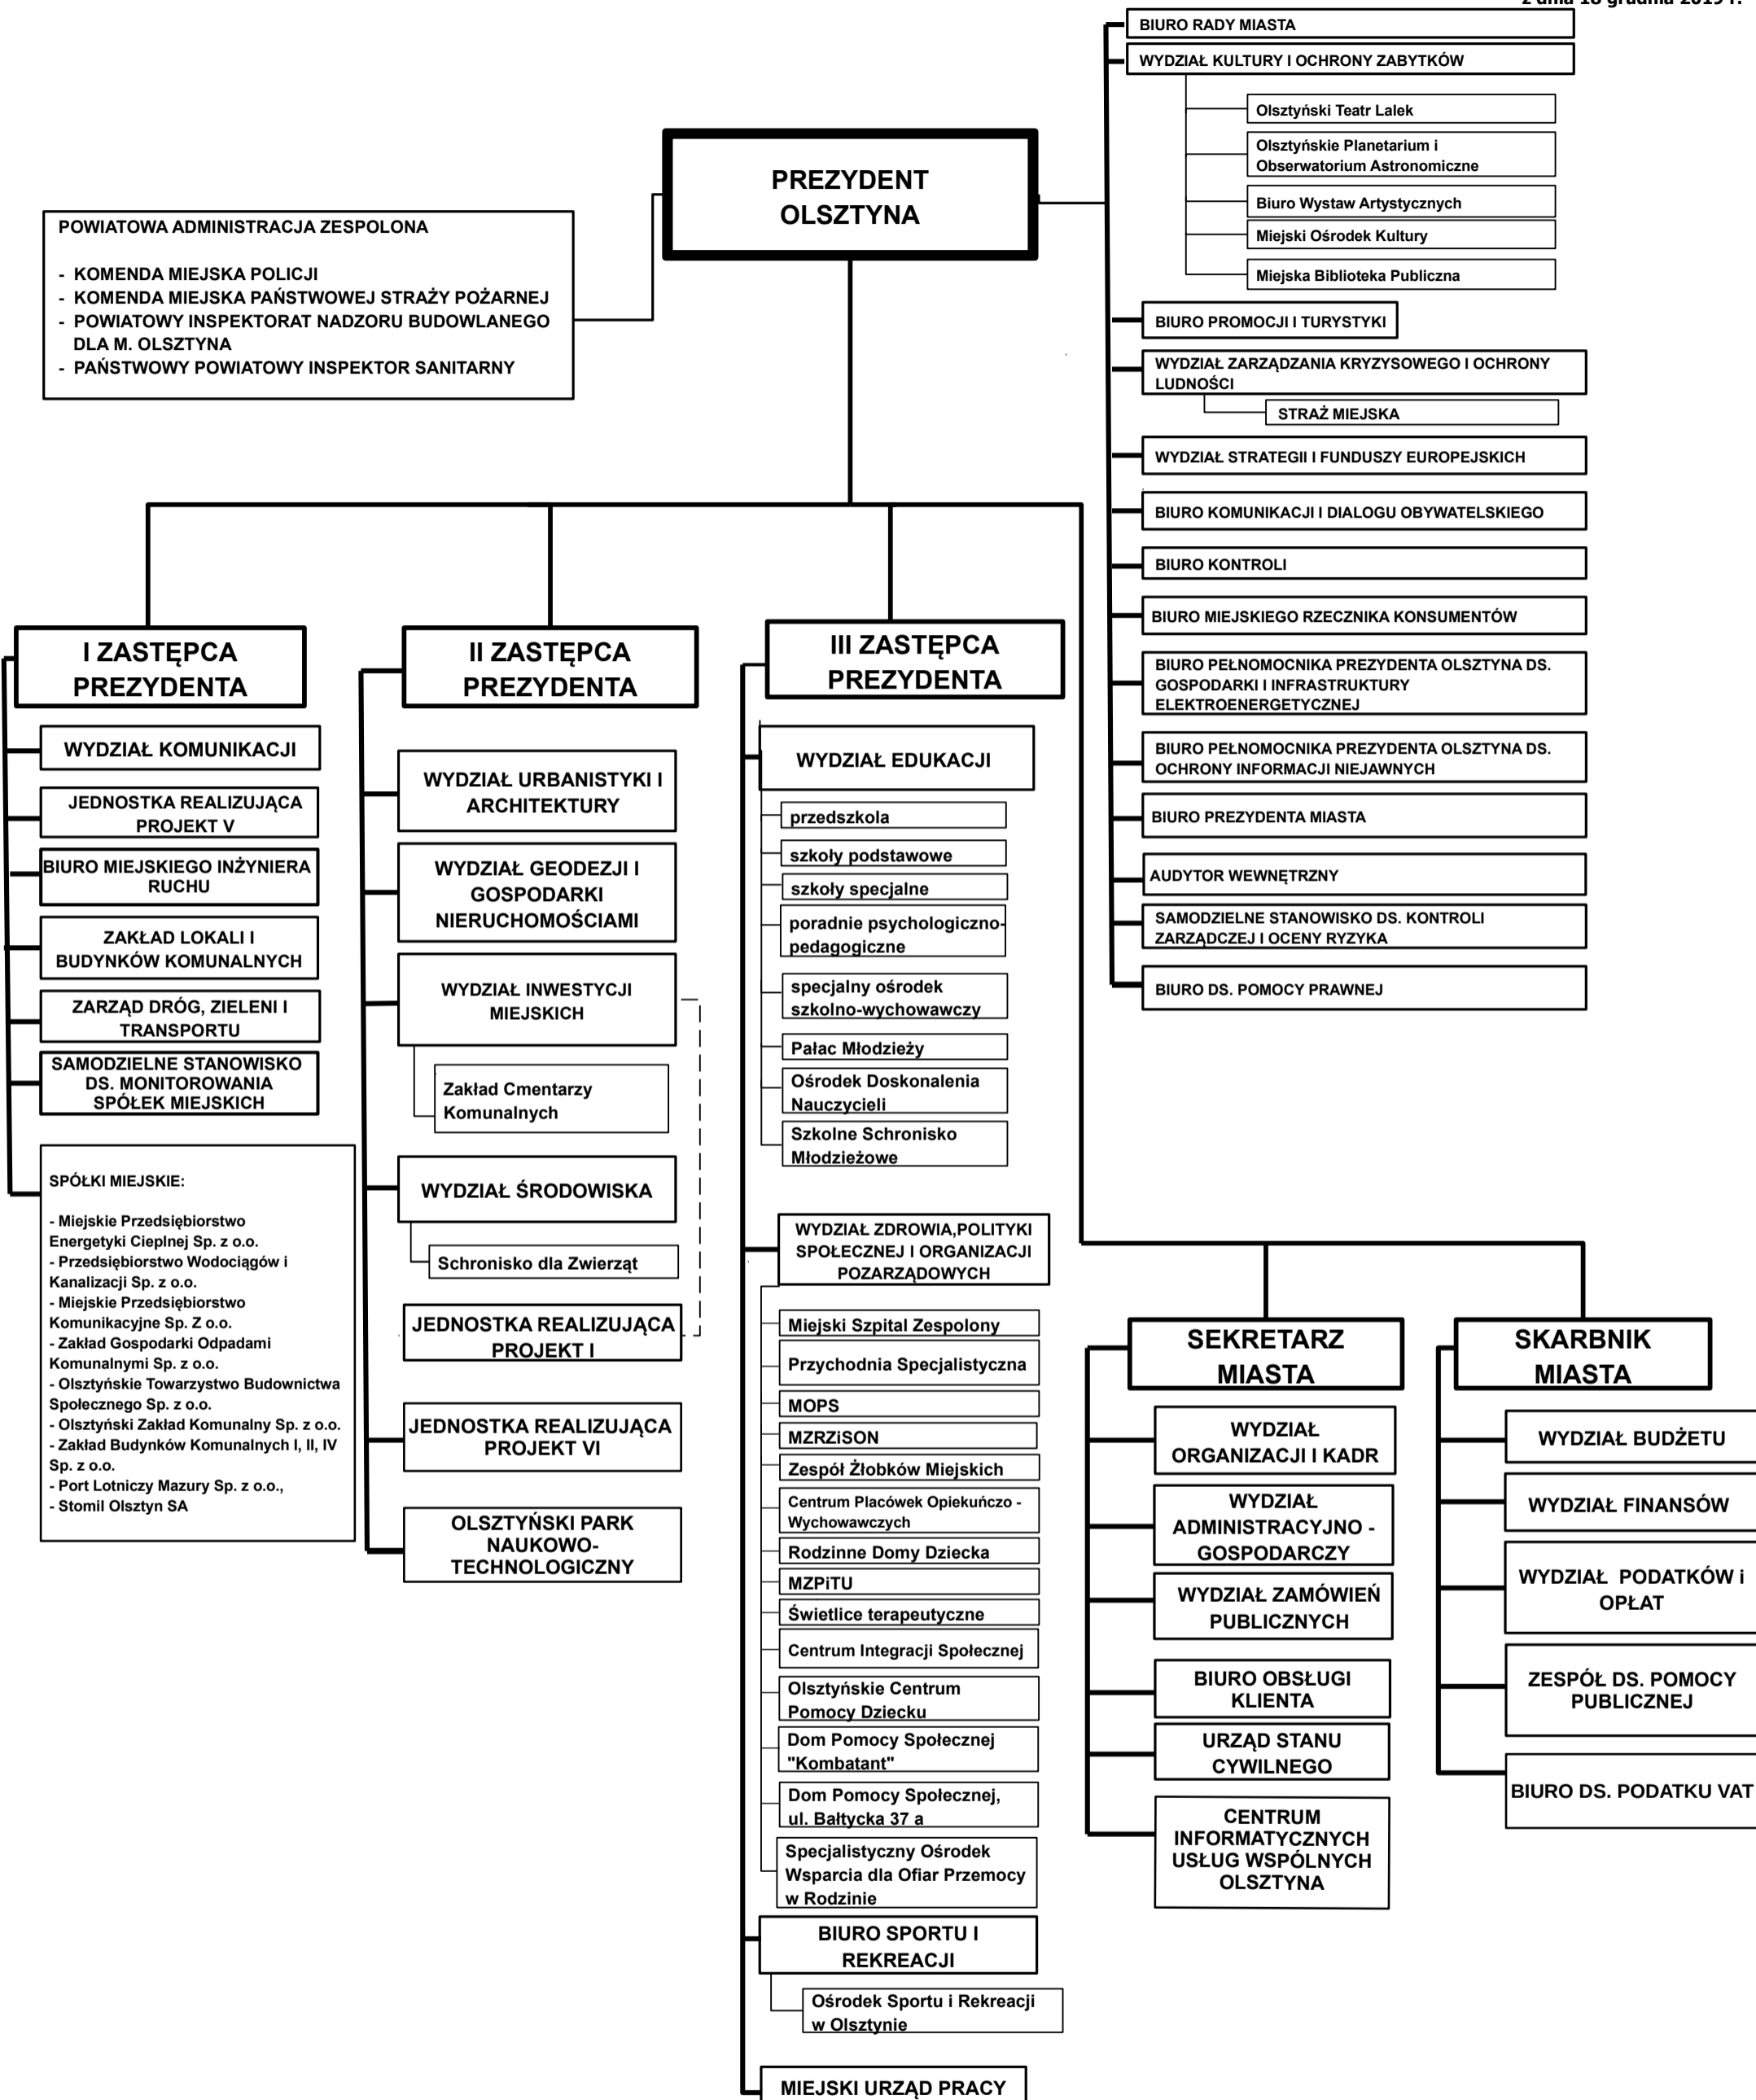 z dnia 18 grudnia 2019 r.
BIURO RADY MIASTA
WYDZIAŁ KULTURY I OCHRONY ZABYTKÓW
Olsztyński Teatr Lalek
Olsztyńskie Planetarium i
Obserwatorium Astronomiczne
Biuro Wystaw Artystycznych
Miejski Ośrodek Kultury
Miejska Biblioteka Publiczna
PREZYDENT
OLSZTYNA
POWIATOWA ADMINISTRACJA ZESPOLONA
- KOMENDA MIEJSKA POLICJI
- KOMENDA MIEJSKA PAŃSTWOWEJ STRAŻY POŻARNEJ
- POWIATOWY INSPEKTORAT NADZORU BUDOWLANEGO
DLA M. OLSZTYNA
- PAŃSTWOWY POWIATOWY INSPEKTOR SANITARNY
BIURO PROMOCJI I TURYSTYKI
WYDZIAŁ ZARZĄDZANIA KRYZYSOWEGO I OCHRONY
LUDNOŚCI
STRAŻ MIEJSKA
WYDZIAŁ STRATEGII I FUNDUSZY EUROPEJSKICH
BIURO KOMUNIKACJI I DIALOGU OBYWATELSKIEGO
BIURO KONTROLI
BIURO MIEJSKIEGO RZECZNIKA KONSUMENTÓW
BIURO PEŁNOMOCNIKA PREZYDENTA OLSZTYNA DS.
GOSPODARKI I INFRASTRUKTURY
ELEKTROENERGETYCZNEJ
BIURO PEŁNOMOCNIKA PREZYDENTA OLSZTYNA DS.
OCHRONY INFORMACJI NIEJAWNYCH
BIURO PREZYDENTA MIASTA
AUDYTOR WEWNĘTRZNY
SAMODZIELNE STANOWISKO DS. KONTROLI
ZARZĄDCZEJ I OCENY RYZYKA
BIURO DS. POMOCY PRAWNEJ
I ZASTĘPCA
PREZYDENTA
WYDZIAŁ KOMUNIKACJI
JEDNOSTKA REALIZUJĄCA
PROJEKT V
BIURO MIEJSKIEGO INŻYNIERA
RUCHU
ZAKŁAD LOKALI I
BUDYNKÓW KOMUNALNYCH
ZARZĄD DRÓG, ZIELENI I
TRANSPORTU
SAMODZIELNE STANOWISKO
DS. MONITOROWANIA
SPÓŁEK MIEJSKICH
SPÓŁKI MIEJSKIE:
- Miejskie Przedsiębiorstwo
Energetyki Cieplnej Sp. z o.o.
- Przedsiębiorstwo Wodociągów i
Kanalizacji Sp. z o.o.
- Miejskie Przedsiębiorstwo
Komunikacyjne Sp. Z o.o.
- Zakład Gospodarki Odpadami
Komunalnymi Sp. z o.o.
- Olsztyńskie Towarzystwo Budownictwa
Społecznego Sp. z o.o.
- Olsztyński Zakład Komunalny Sp. z o.o.
- Zakład Budynków Komunalnych I, II, IV
Sp. z o.o.
- Port Lotniczy Mazury Sp. z o.o.,
- Stomil Olsztyn SA
II ZASTĘPCA
PREZYDENTA
WYDZIAŁ URBANISTYKI I
ARCHITEKTURY
WYDZIAŁ GEODEZJI I
GOSPODARKI
NIERUCHOMOŚCIAMI
WYDZIAŁ INWESTYCJI
MIEJSKICH
Zakład Cmentarzy
Komunalnych
WYDZIAŁ ŚRODOWISKA
Schronisko dla Zwierząt
JEDNOSTKA REALIZUJĄCA
PROJEKT I
JEDNOSTKA REALIZUJĄCA
PROJEKT VI
OLSZTYŃSKI PARK
NAUKOWO-
TECHNOLOGICZNY
III ZASTĘPCA
PREZYDENTA
WYDZIAŁ EDUKACJI
przedszkola
szkoły podstawowe
szkoły specjalne
poradnie psychologiczno-
pedagogiczne
specjalny ośrodek
szkolno-wychowawczy
Pałac Młodzieży
Ośrodek Doskonalenia
Nauczycieli
Szkolne Schronisko
Młodzieżowe
WYDZIAŁ ZDROWIA,POLITYKI
SPOŁECZNEJ I ORGANIZACJI
POZARZĄDOWYCH
Miejski Szpital Zespolony
Przychodnia Specjalistyczna
MOPS
MZRZiSON
Zespół Żłobków Miejskich
Centrum Placówek Opiekuńczo -
Wychowawczych
Rodzinne Domy Dziecka
MZPiTU
Świetlice terapeutyczne
Centrum Integracji Społecznej
Olsztyńskie Centrum
Pomocy Dziecku
Dom Pomocy Społecznej
"Kombatant"
Dom Pomocy Społecznej,
ul. Bałtycka 37 a
Specjalistyczny Ośrodek
Wsparcia dla Ofiar Przemocy
w Rodzinie
BIURO SPORTU I
REKREACJI
Ośrodek Sportu i Rekreacji
w Olsztynie
MIEJSKI URZĄD PRACY
SEKRETARZ
MIASTA
WYDZIAŁ
ORGANIZACJI I KADR
WYDZIAŁ
ADMINISTRACYJNO -
GOSPODARCZY
WYDZIAŁ ZAMÓWIEŃ
PUBLICZNYCH
BIURO OBSŁUGI
KLIENTA
URZĄD STANU
CYWILNEGO
CENTRUM
INFORMATYCZNYCH
USŁUG WSPÓLNYCH
OLSZTYNA
SKARBNIK
MIASTA
WYDZIAŁ BUDŻETU
WYDZIAŁ FINANSÓW
WYDZIAŁ PODATKÓW i
OPŁAT
ZESPÓŁ DS. POMOCY
PUBLICZNEJ
BIURO DS. PODATKU VAT